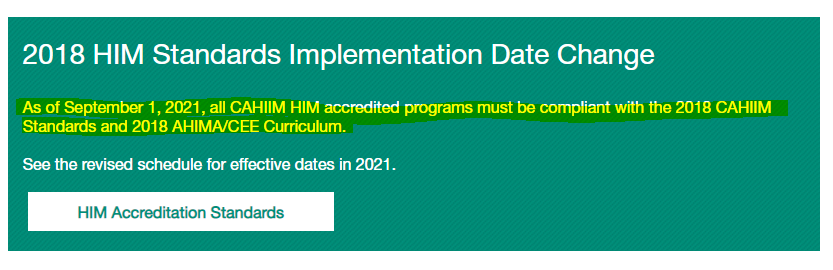 2018 HIM Standards Implementation Date Change
As of September 1, 2021, all CAHIIM HIM accredited programs must be compliant with the 2018 CAHIIM
Standards and 2018 AHIMA/CEE Curriculum.
See the revised schedule for effective dates in 2021.
HIM Accreditation Standards